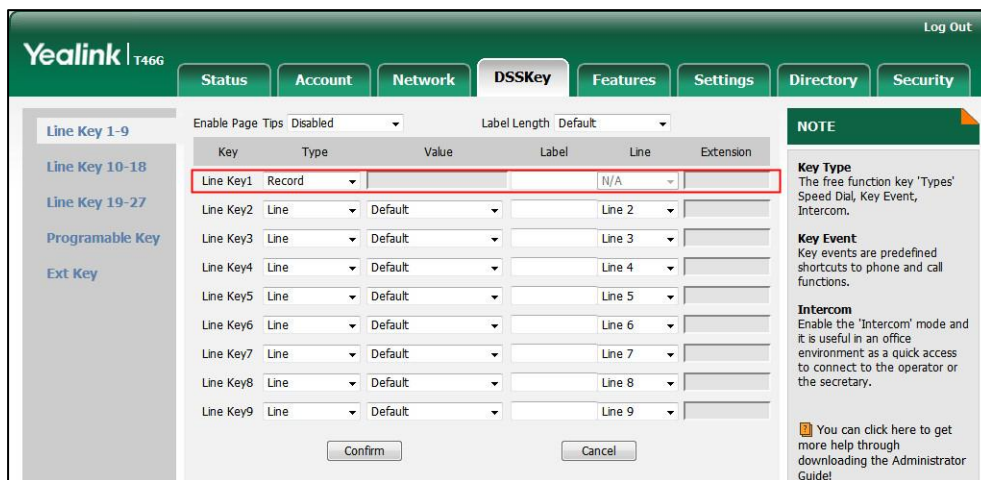 Log Out
Yealink | T46G
Status Account Network DSSKey Features Settings Directory Security
Line Key 1-9
Line Key 10-18
Line Key 19-27
Programable Key
Ext Key
Enable Page Tips Disabled Label Length Default
Key Type Value Label Line Extension
Line Key1 Record N/A
Line Key2 Line Default Line 2
Line Key3 Line Default Line 3
Line Key4 Line Default Line 4
Line Key5 Line Default Line 5
Line Key6 Line Default Line 6
Line Key7 Line Default Line 7
Line Key8 Line Default Line 8
Line Key9 Line Default Line 9
Confirm Cancel
NOTE
Key Type
The free function key 'Types'
Speed Dial, Key Event,
Intercom.
Key Event
Key events are predefined
shortcuts to phone and call
functions.
Intercom
Enable the 'Intercom' mode and
it is useful in an office
environment as a quick access
to connect to the operator or
the secretary.
You can click here to get
more help through
downloading the Administrator
Guide!